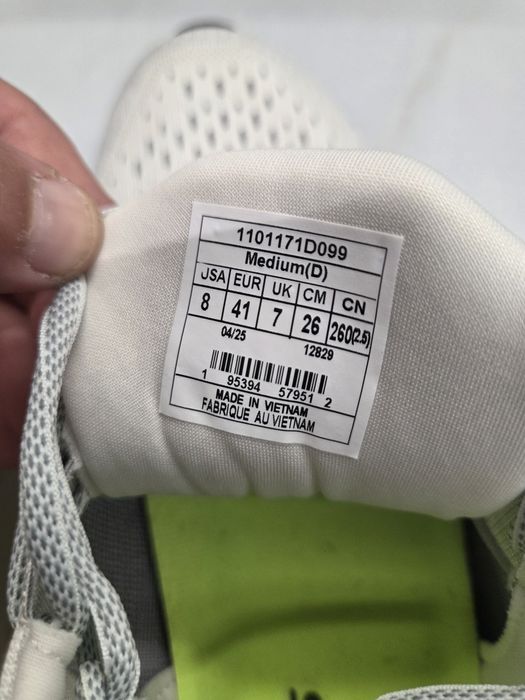 1101171D099
Medium(D)
USA EUR UK CM CN
8 41 7 26 260(2.5)
04/25 12829
1 95394 57951 2
MADE IN VIETNAM
FABRIQUE AU VIETNAM